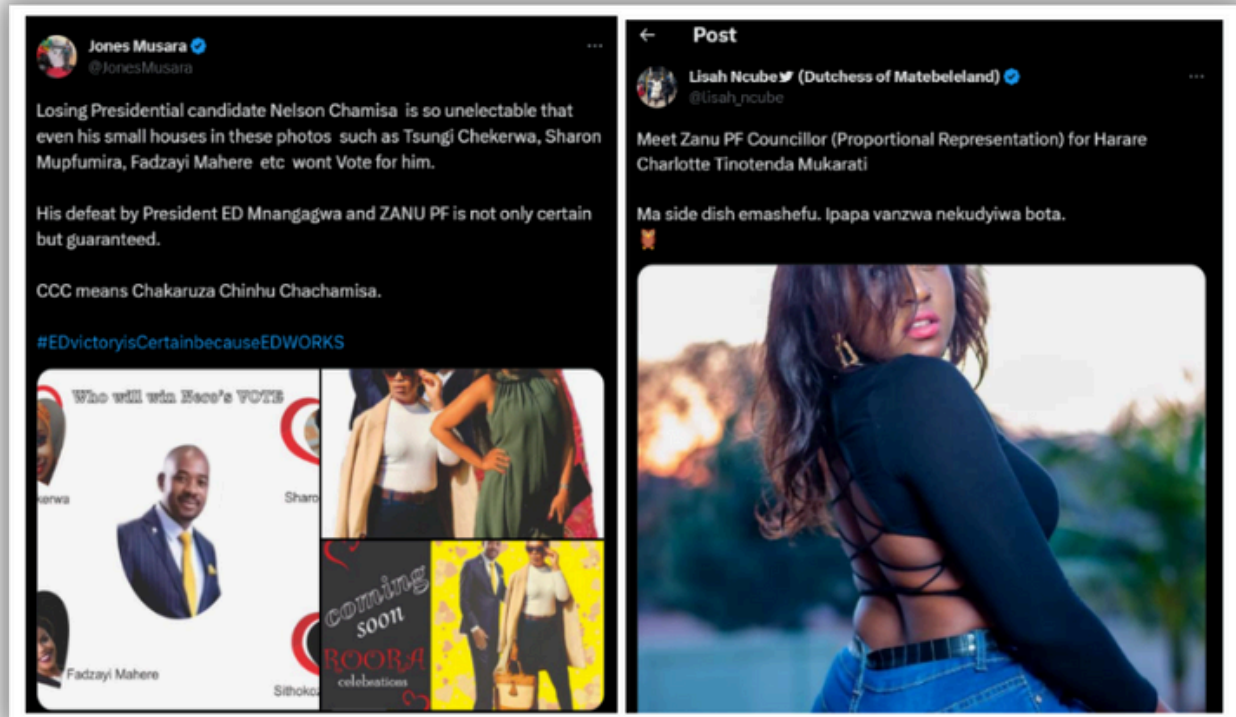 Jones Musara
@JonesMusara
Losing Presidential candidate Nelson Chamisa is so unelectable that
even his small houses in these photos such as Tsungi Chekerwa, Sharon
Mupfumira, Fadzayi Mahere etc wont Vote for him.
His defeat by President ED Mnangagwa and ZANU PF is not only certain
but guaranteed.
CCC means Chakaruza Chinhu Chachamisa.
#EDvictoryisCertainbecauseEDWORKS
Who will win Nero's VOTE
kerwa
Sharo
Fadzayi Mahere
Sithoko
coming
soon
ROORA
celebrations
Post
Lisah Ncube (Dutchess of Matebeleland)
@lisah_ncube
Meet Zanu PF Councillor (Proportional Representation) for Harare
Charlotte Tinotenda Mukarati
Ma side dish emashefu. Ipapa vanzwa nekudyiwa bota.